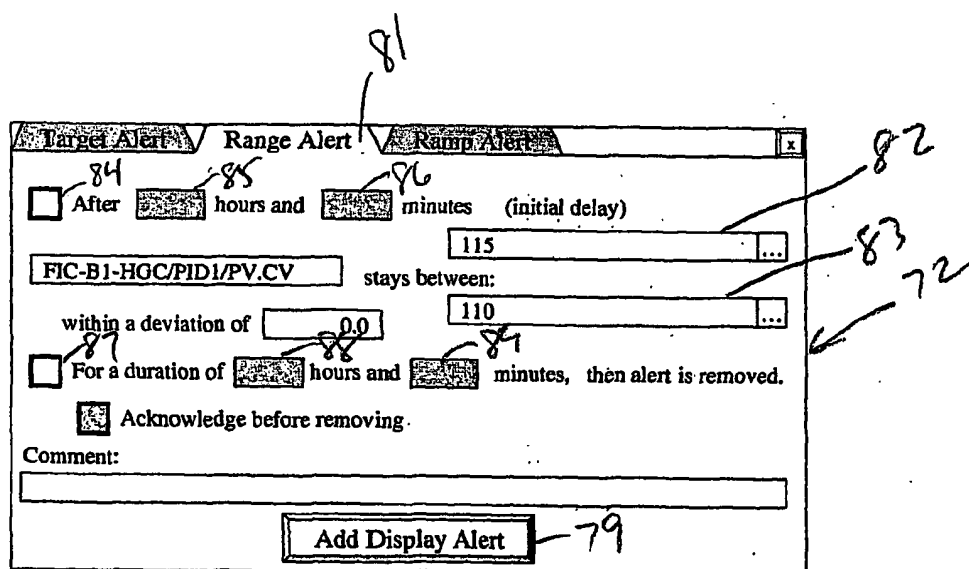 81
Target Alert Range Alert Ramp Alert x
84 85 86 82
After hours and minutes (initial delay)
115 ...
83
FIC-B1-HGC/PID1/PV.CV stays between:
72
110 ...
within a deviation of 0.0
87 88 89
For a duration of hours and minutes, then alert is removed.
Acknowledge before removing
Comment:
Add Display Alert 79